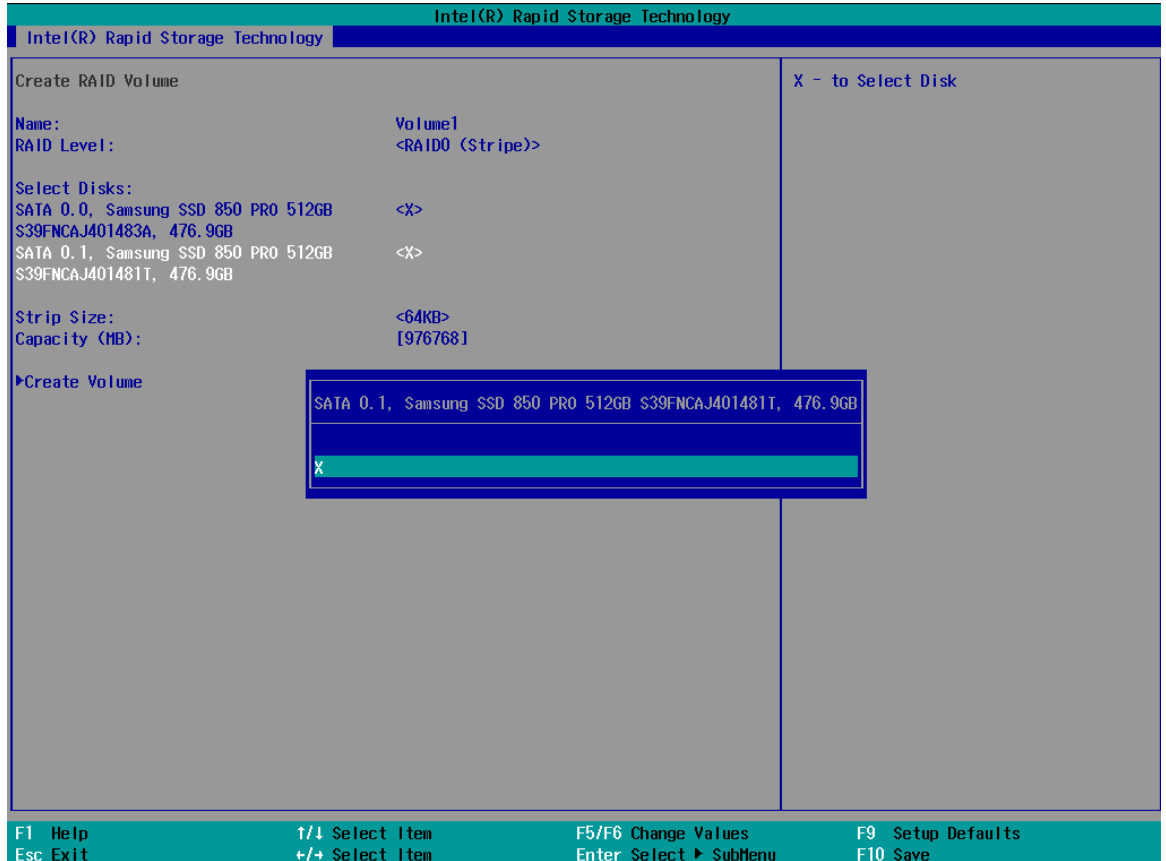 Intel(R) Rapid Storage Technology
Intel(R) Rapid Storage Technology
Create RAID Volume
X - to Select Disk
Name: Volume1
RAID Level: <RAID0 (Stripe)>
Select Disks:
SATA 0.0, Samsung SSD 850 PRO 512GB <X>
S39FNCAJ401483A, 476.9GB
SATA 0.1, Samsung SSD 850 PRO 512GB <X>
S39FNCAJ401481T, 476.9GB
Strip Size: <64KB>
Capacity (MB): [976768]
►Create Volume
SATA 0.1, Samsung SSD 850 PRO 512GB S39FNCAJ401481T, 476.9GB
X
F1 Help ↑/↓ Select Item F5/F6 Change Values F9 Setup Defaults
Esc Exit ←/→ Select Item Enter Select ► SubMenu F10 Save